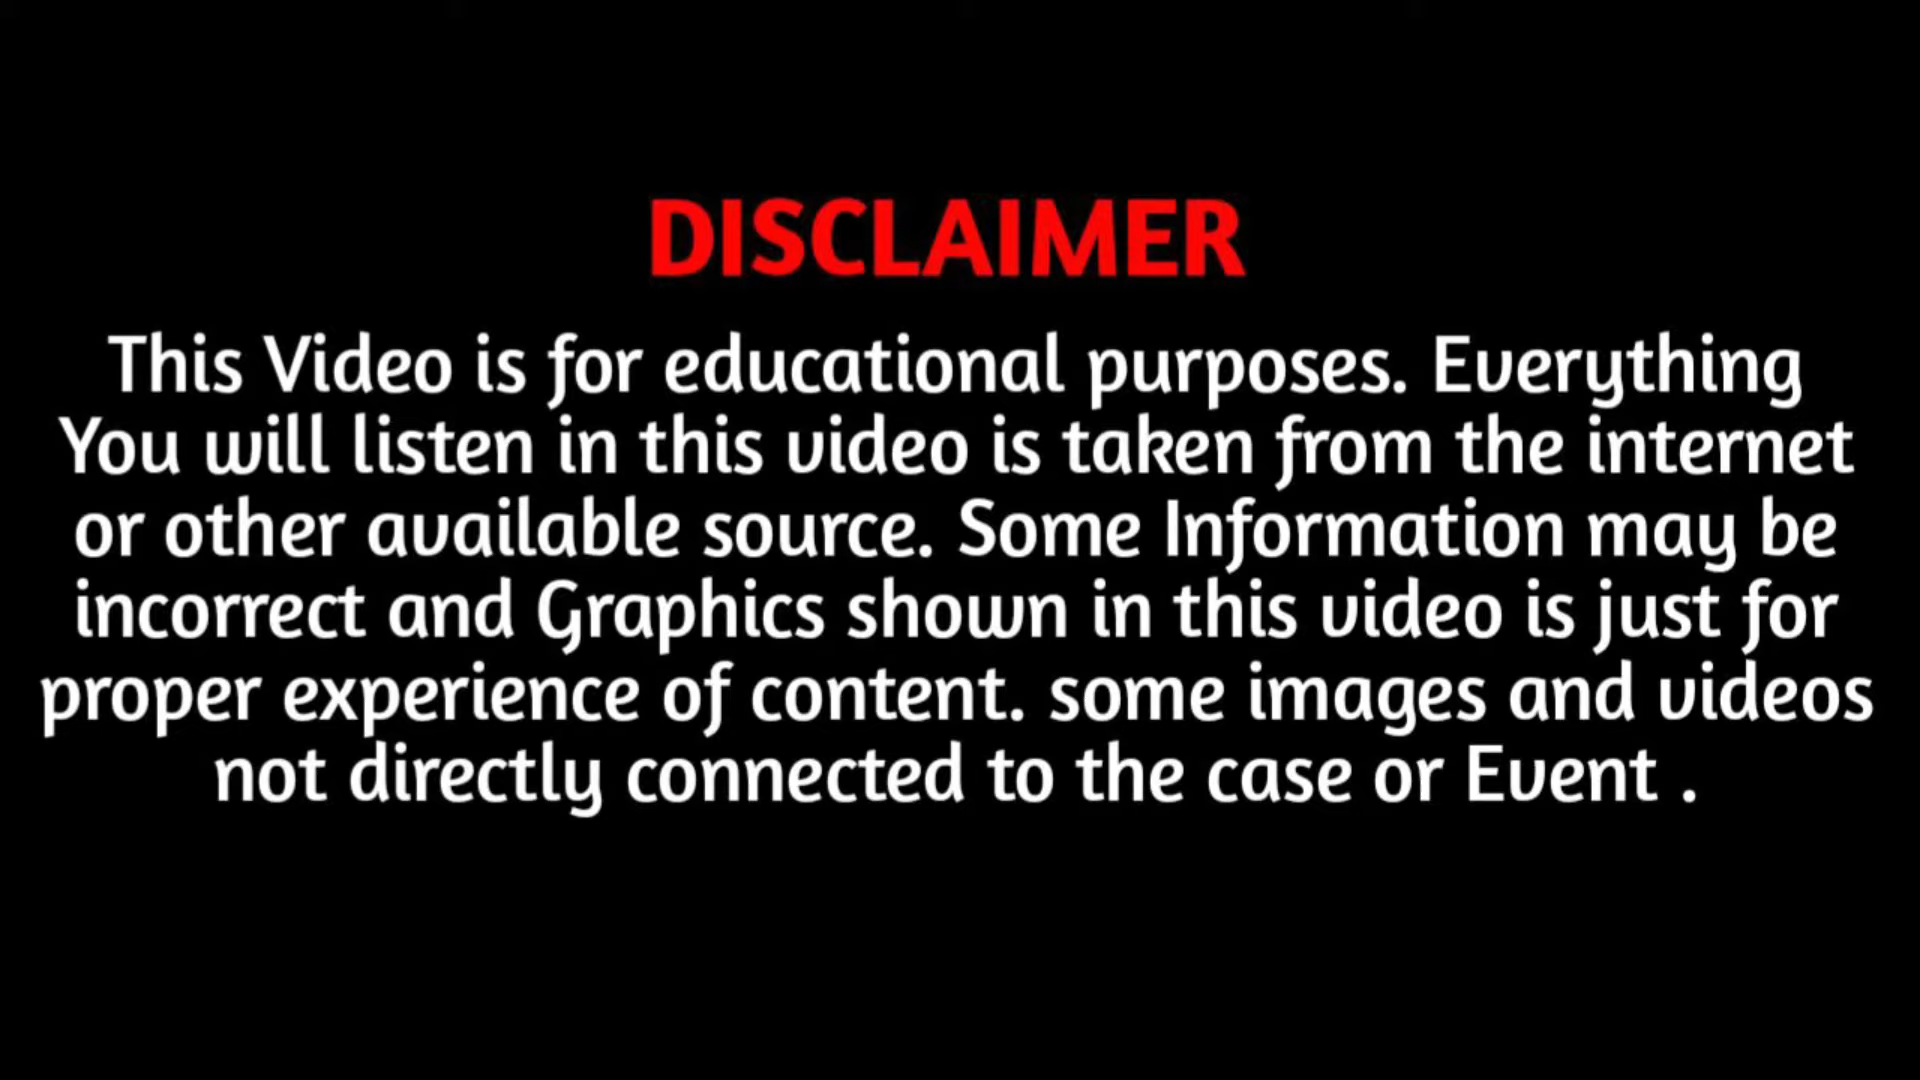 DISCLAIMER
This Video is for educational purposes. Everything
You will listen in this video is taken from the internet
or other available source. Some Information may be
incorrect and Graphics shown in this video is just for
proper experience of content. some images and videos
not directly connected to the case or Event .